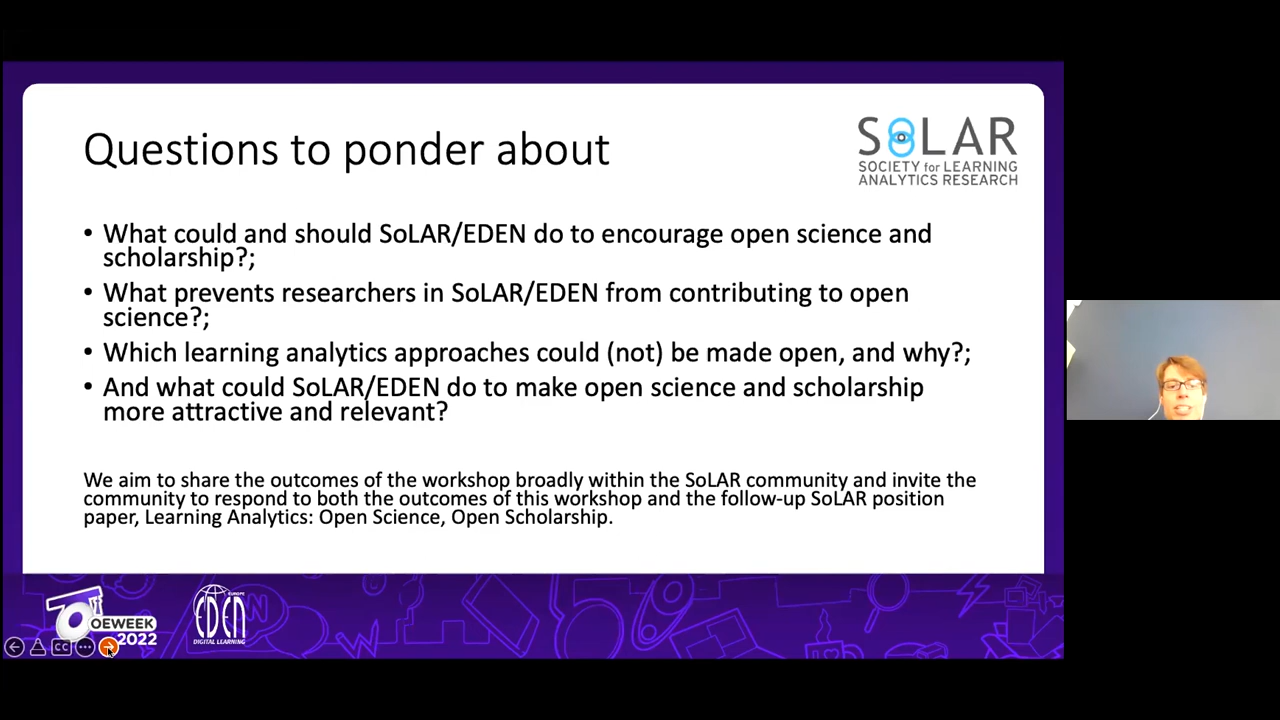 Questions to ponder about
SOLAR
SOCIETY for LEARNING
ANALYTICS RESEARCH
• What could and should SoLAR/EDEN do to encourage open science and
scholarship?;
• What prevents researchers in SoLAR/EDEN from contributing to open
science?;
• Which learning analytics approaches could (not) be made open, and why?;
• And what could SoLAR/EDEN do to make open science and scholarship
more attractive and relevant?
We aim to share the outcomes of the workshop broadly within the SoLAR community and invite the
community to respond to both the outcomes of this workshop and the follow-up SoLAR position
paper, Learning Analytics: Open Science, Open Scholarship.
OEWEEK
2022
EUROPE
EDEN
DIGITAL LEARNING
CC